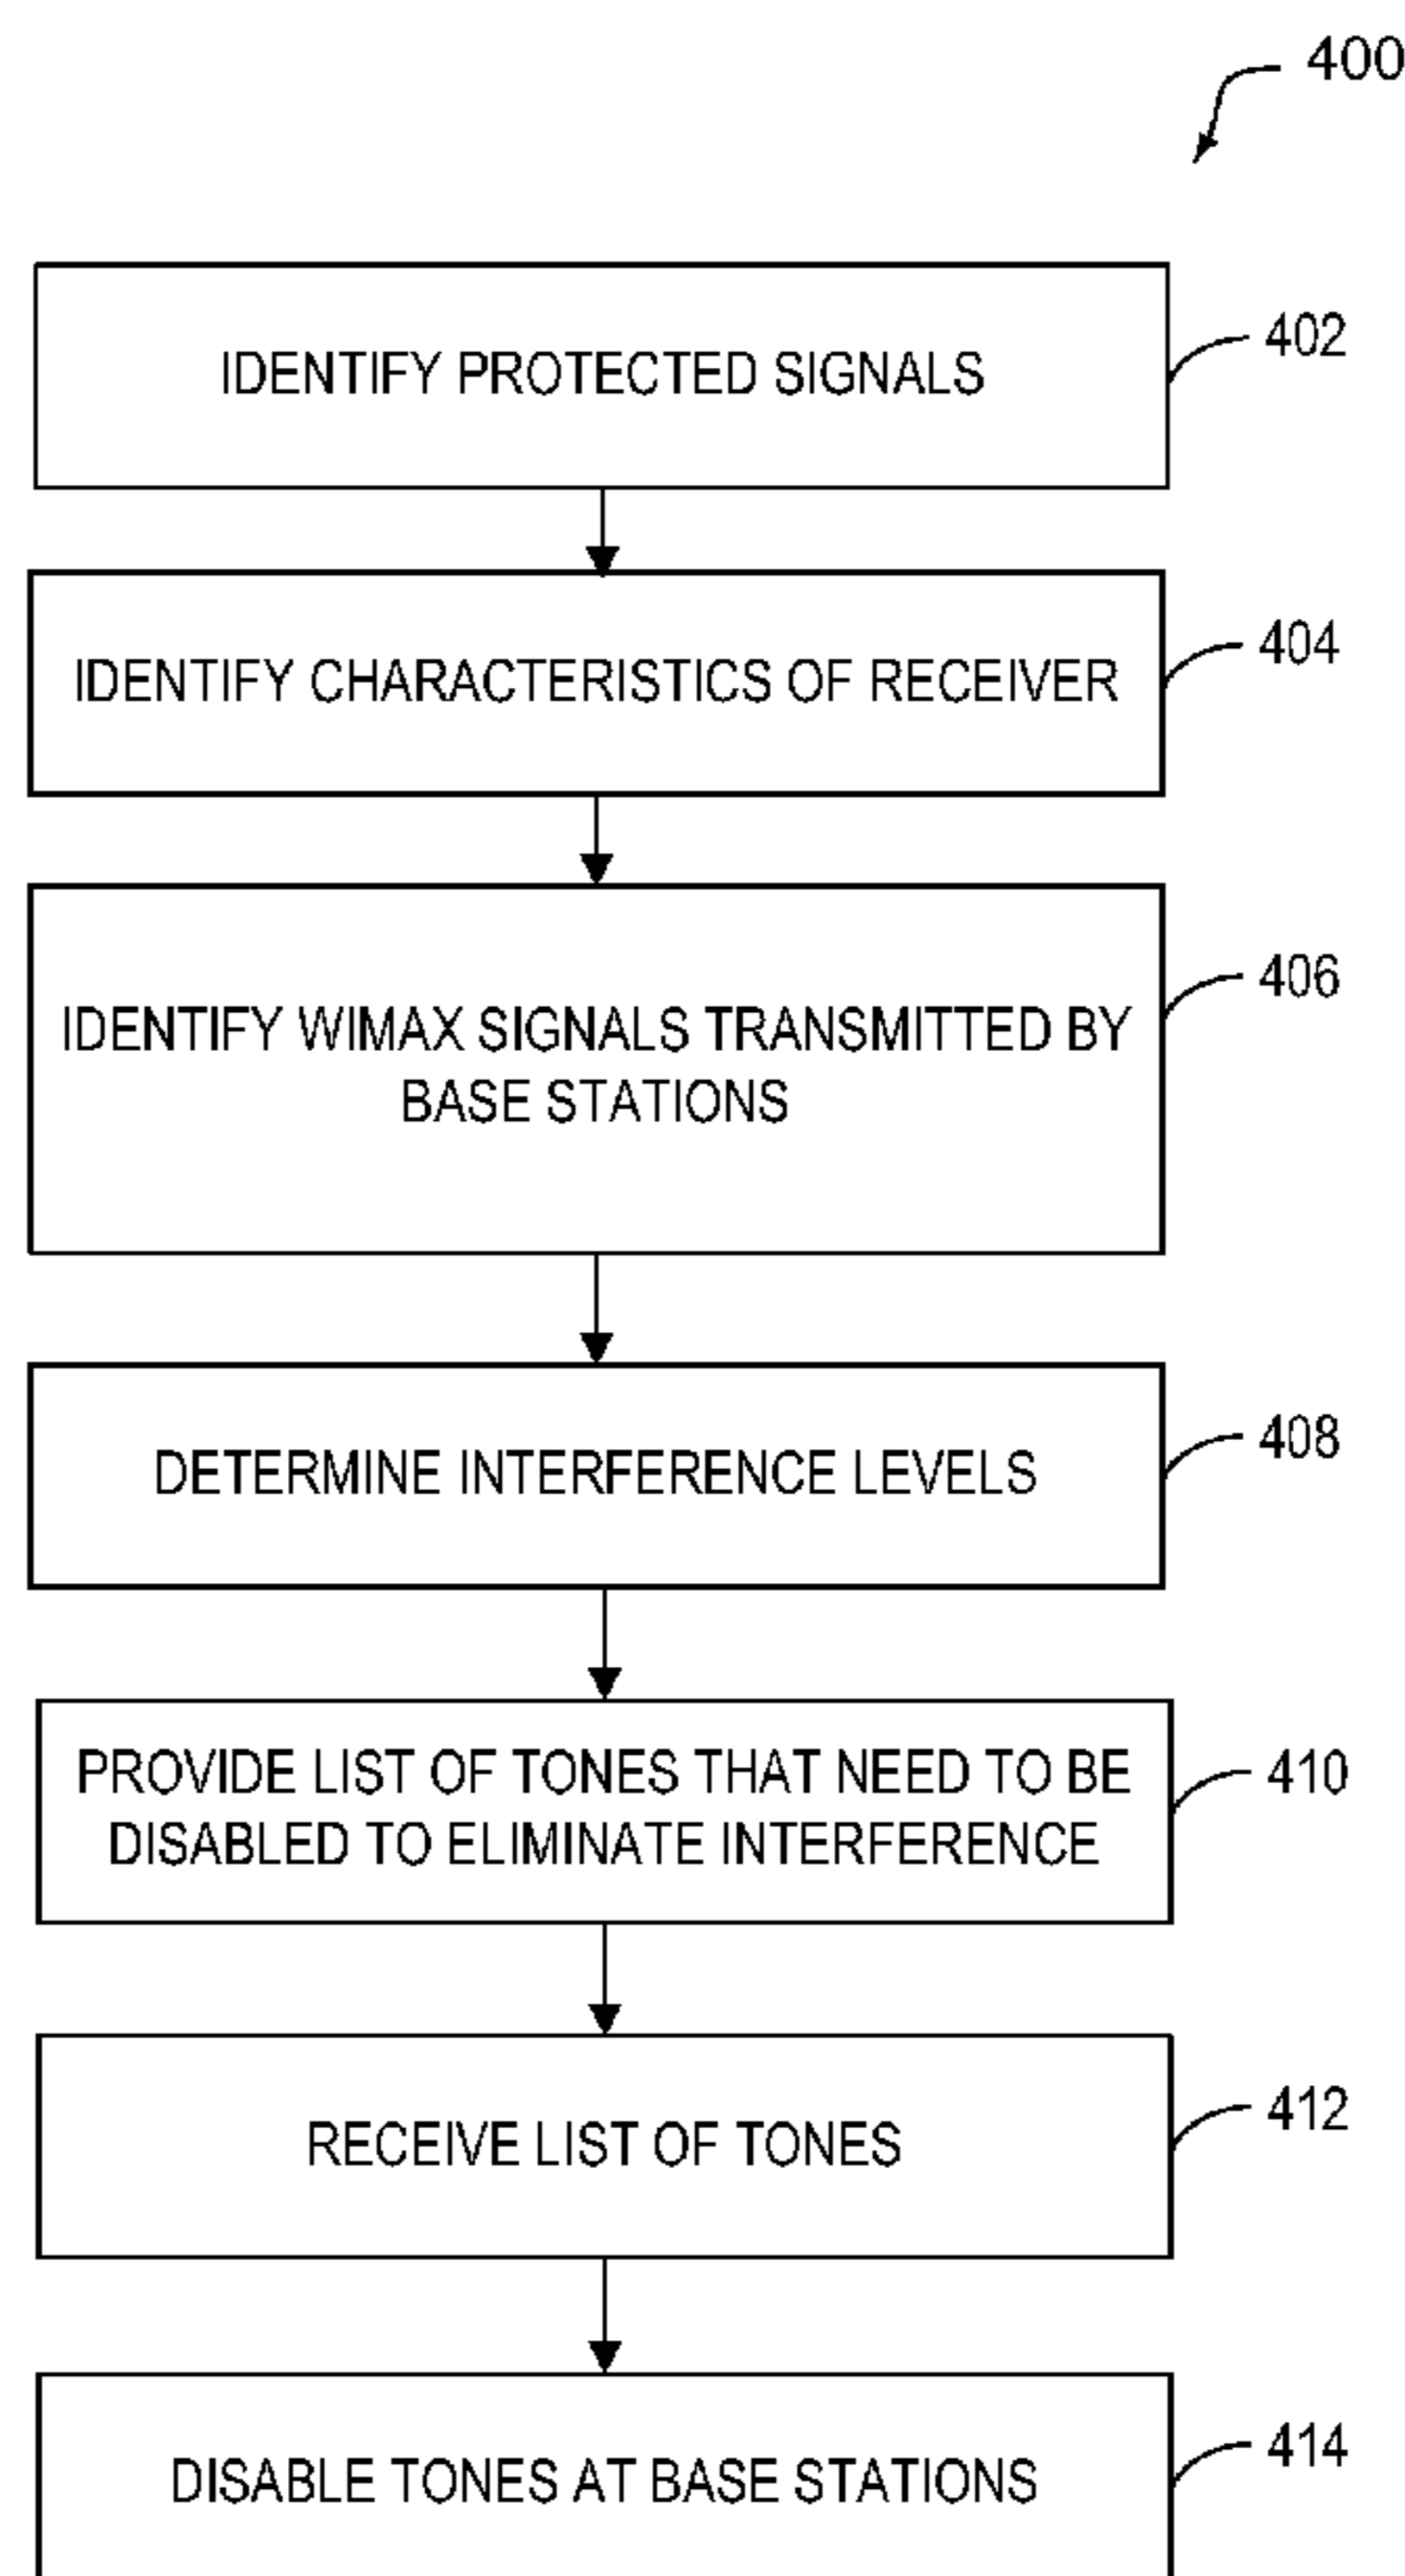 400
IDENTIFY PROTECTED SIGNALS
402
IDENTIFY CHARACTERISTICS OF RECEIVER
404
IDENTIFY WIMAX SIGNALS TRANSMITTED BY
BASE STATIONS
406
DETERMINE INTERFERENCE LEVELS
408
PROVIDE LIST OF TONES THAT NEED TO BE
DISABLED TO ELIMINATE INTERFERENCE
410
RECEIVE LIST OF TONES
412
DISABLE TONES AT BASE STATIONS
414